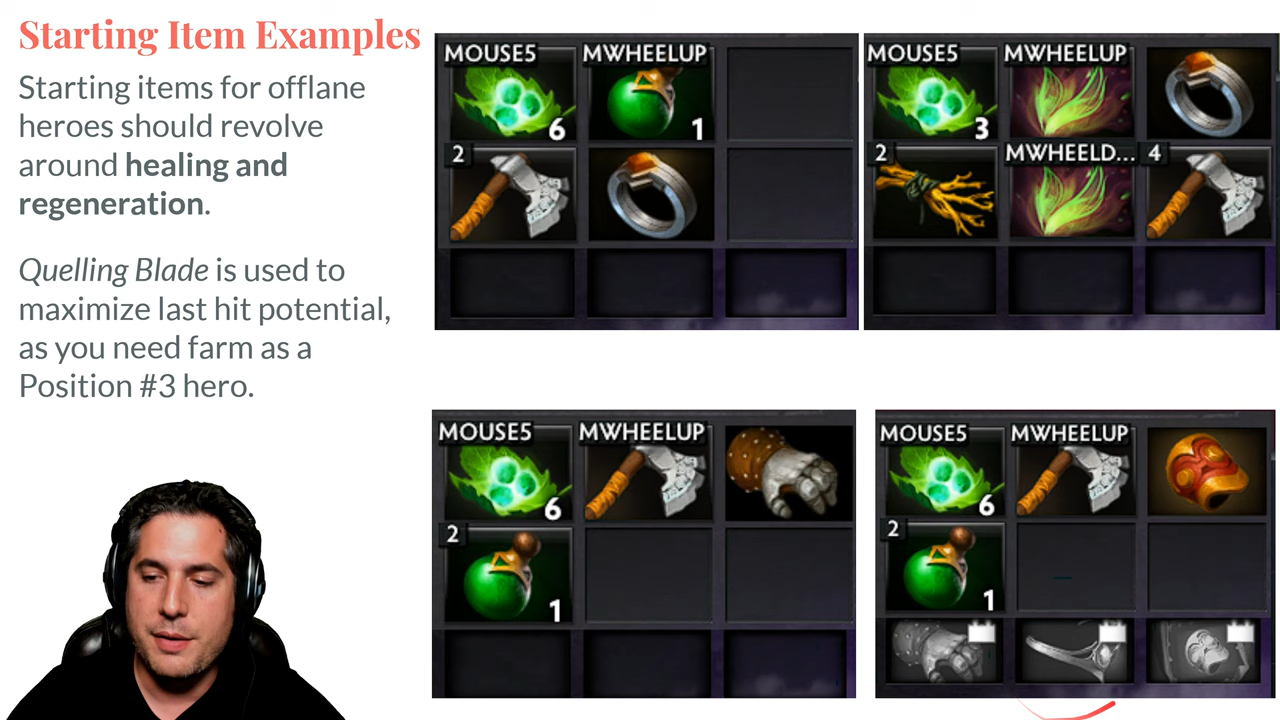 Starting Item Examples
Starting items for offlane
heroes should revolve
around healing and
regeneration.
Quelling Blade is used to
maximize last hit potential,
as you need farm as a
Position #3 hero.
MOUSE5 MWHEELUP
6 1
2
MOUSE5 MWHEELUP
3
2 MWHEELD... 4
MOUSE5 MWHEELUP
6
2
1
MOUSE5 MWHEELUP
6
2
1